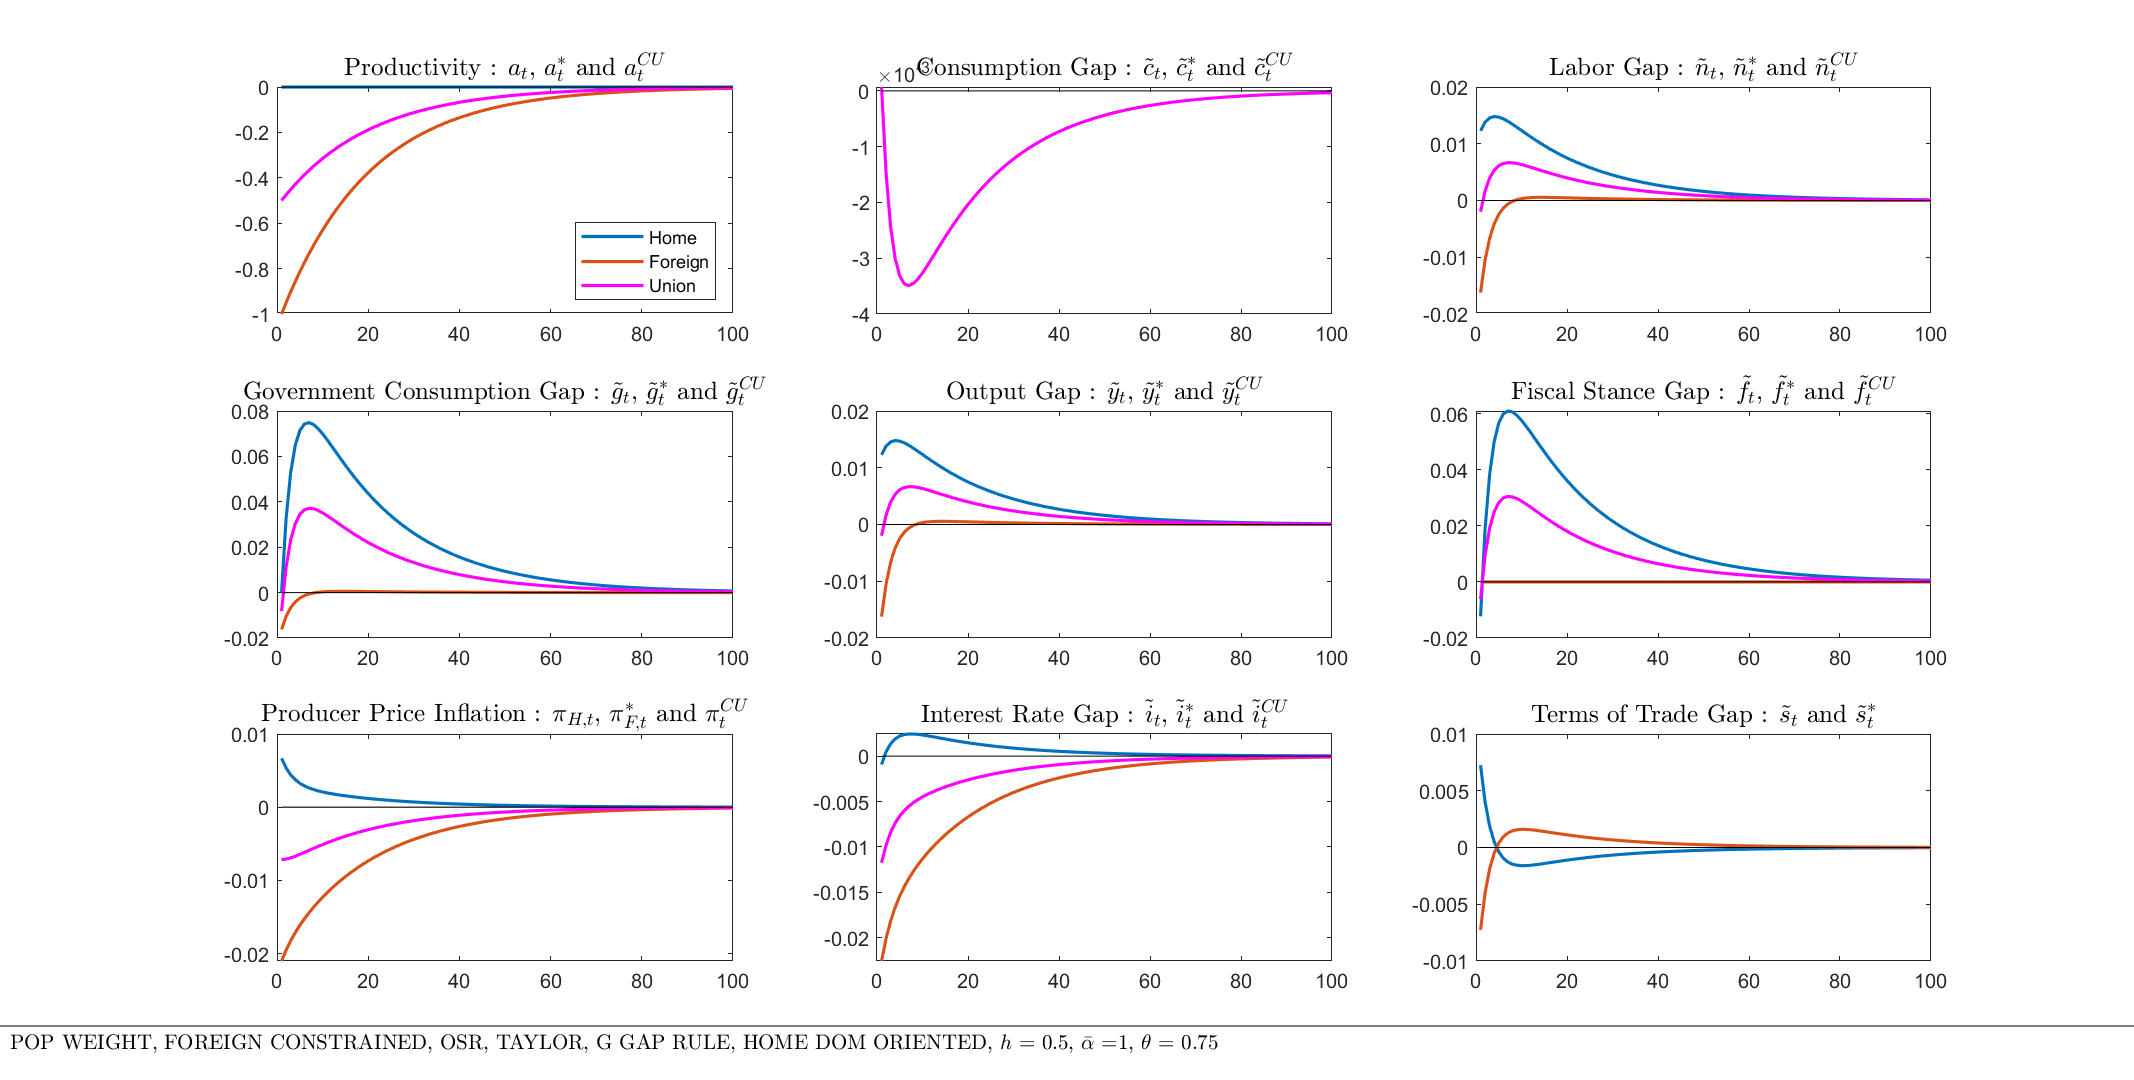 Productivity : a_t, a_t^* and a_t^{CU}
0
-0.2
-0.4
-0.6
-0.8
-1
0 20 40 60 80 100
Home
Foreign
Union
×10
Consumption Gap : c̃_t, c̃_t^* and c̃_t^{CU}
0
-1
-2
-3
-4
0 20 40 60 80 100
Labor Gap : ñ_t, ñ_t^* and ñ_t^{CU}
0.02
0.01
0
-0.01
-0.02
0 20 40 60 80 100
Government Consumption Gap : g̃_t, g̃_t^* and g̃_t^{CU}
0.08
0.06
0.04
0.02
0
-0.02
0 20 40 60 80 100
Output Gap : ỹ_t, ỹ_t^* and ỹ_t^{CU}
0.02
0.01
0
-0.01
-0.02
0 20 40 60 80 100
Fiscal Stance Gap : f̃_t, f̃_t^* and f̃_t^{CU}
0.06
0.04
0.02
0
-0.02
0 20 40 60 80 100
Producer Price Inflation : π_{H,t}, π_{F,t}^* and π_t^{CU}
0.01
0
-0.01
-0.02
0 20 40 60 80 100
Interest Rate Gap : ĩ_t, ĩ_t^* and ĩ_t^{CU}
0
-0.005
-0.01
-0.015
-0.02
0 20 40 60 80 100
Terms of Trade Gap : s̃_t and s̃_t^*
0.01
0.005
0
-0.005
-0.01
0 20 40 60 80 100
POP WEIGHT, FOREIGN CONSTRAINED, OSR, TAYLOR, G GAP RULE, HOME DOM ORIENTED, h = 0.5, ᾱ =1, θ = 0.75